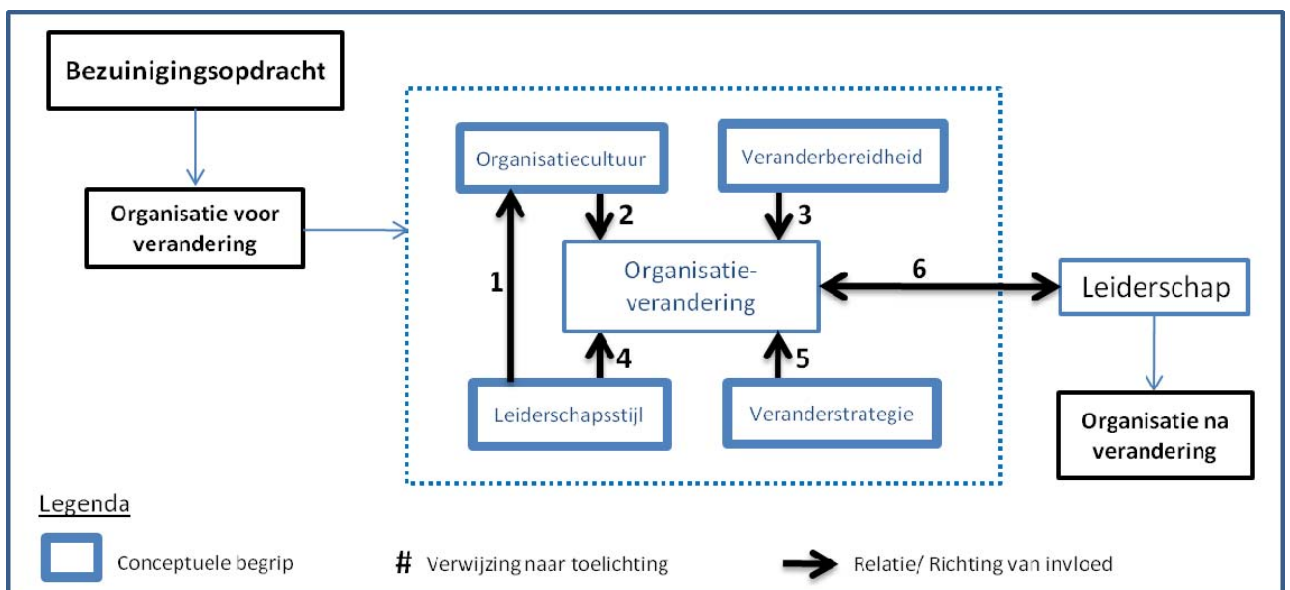 Bezuinigingsopdracht
Organisatie voor
verandering
Organisatiecultuur
Veranderbereidheid
1
2
3
Organisatie-
verandering
6
Leiderschap
4
5
Leiderschapsstijl
Veranderstrategie
Organisatie na
verandering
Legenda
Conceptuele begrip
# Verwijzing naar toelichting
Relatie/ Richting van invloed